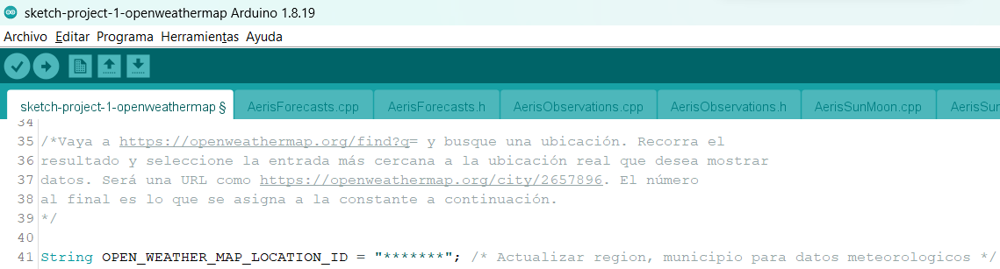 sketch-project-1-openweathermap Arduino 1.8.19
Archivo Editar Programa Herramientas Ayuda
sketch-project-1-openweathermap § AerisForecasts.cpp AerisForecasts.h AerisObservations.cpp AerisObservations.h AerisSunMoon.cpp AerisSun
34
35 /*Vaya a https://openweathermap.org/find?q= y busque una ubicación. Recorra el
36 resultado y seleccione la entrada más cercana a la ubicación real que desea mostrar
37 datos. Será una URL como https://openweathermap.org/city/2657896. El número
38 al final es lo que se asigna a la constante a continuación.
39 */
40
41 String OPEN_WEATHER_MAP_LOCATION_ID = "*******"; /* Actualizar region, municipio para datos meteorologicos */